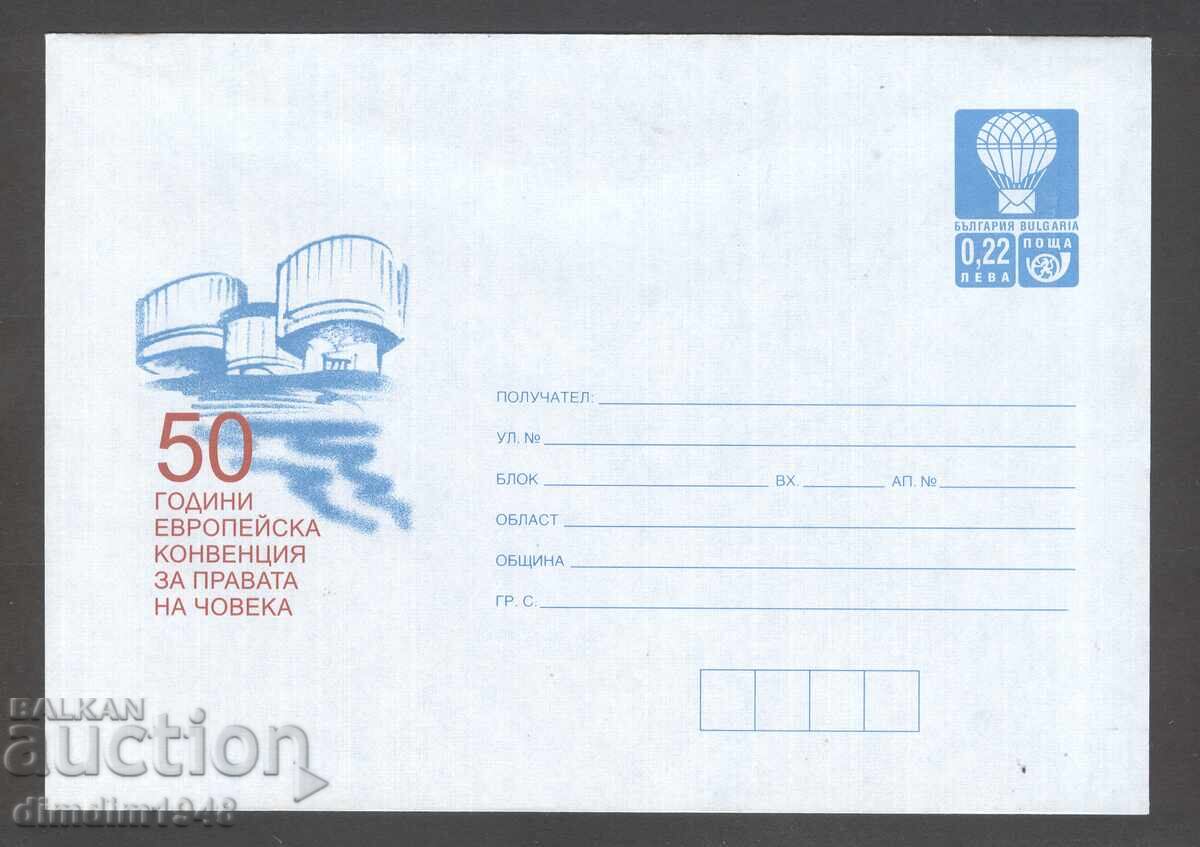 БЪЛГАРИЯ BULGARIA
0,22
ЛЕВА
ПОЩА
50
ГОДИНИ
ЕВРОПЕЙСКА
КОНВЕНЦИЯ
ЗА ПРАВАТА
НА ЧОВЕКА
ПОЛУЧАТЕЛ:
УЛ. №
БЛОК ВХ. АП. №
ОБЛАСТ
ОБЩИНА
ГР. С.
BALKAN
auction
dimdim1948